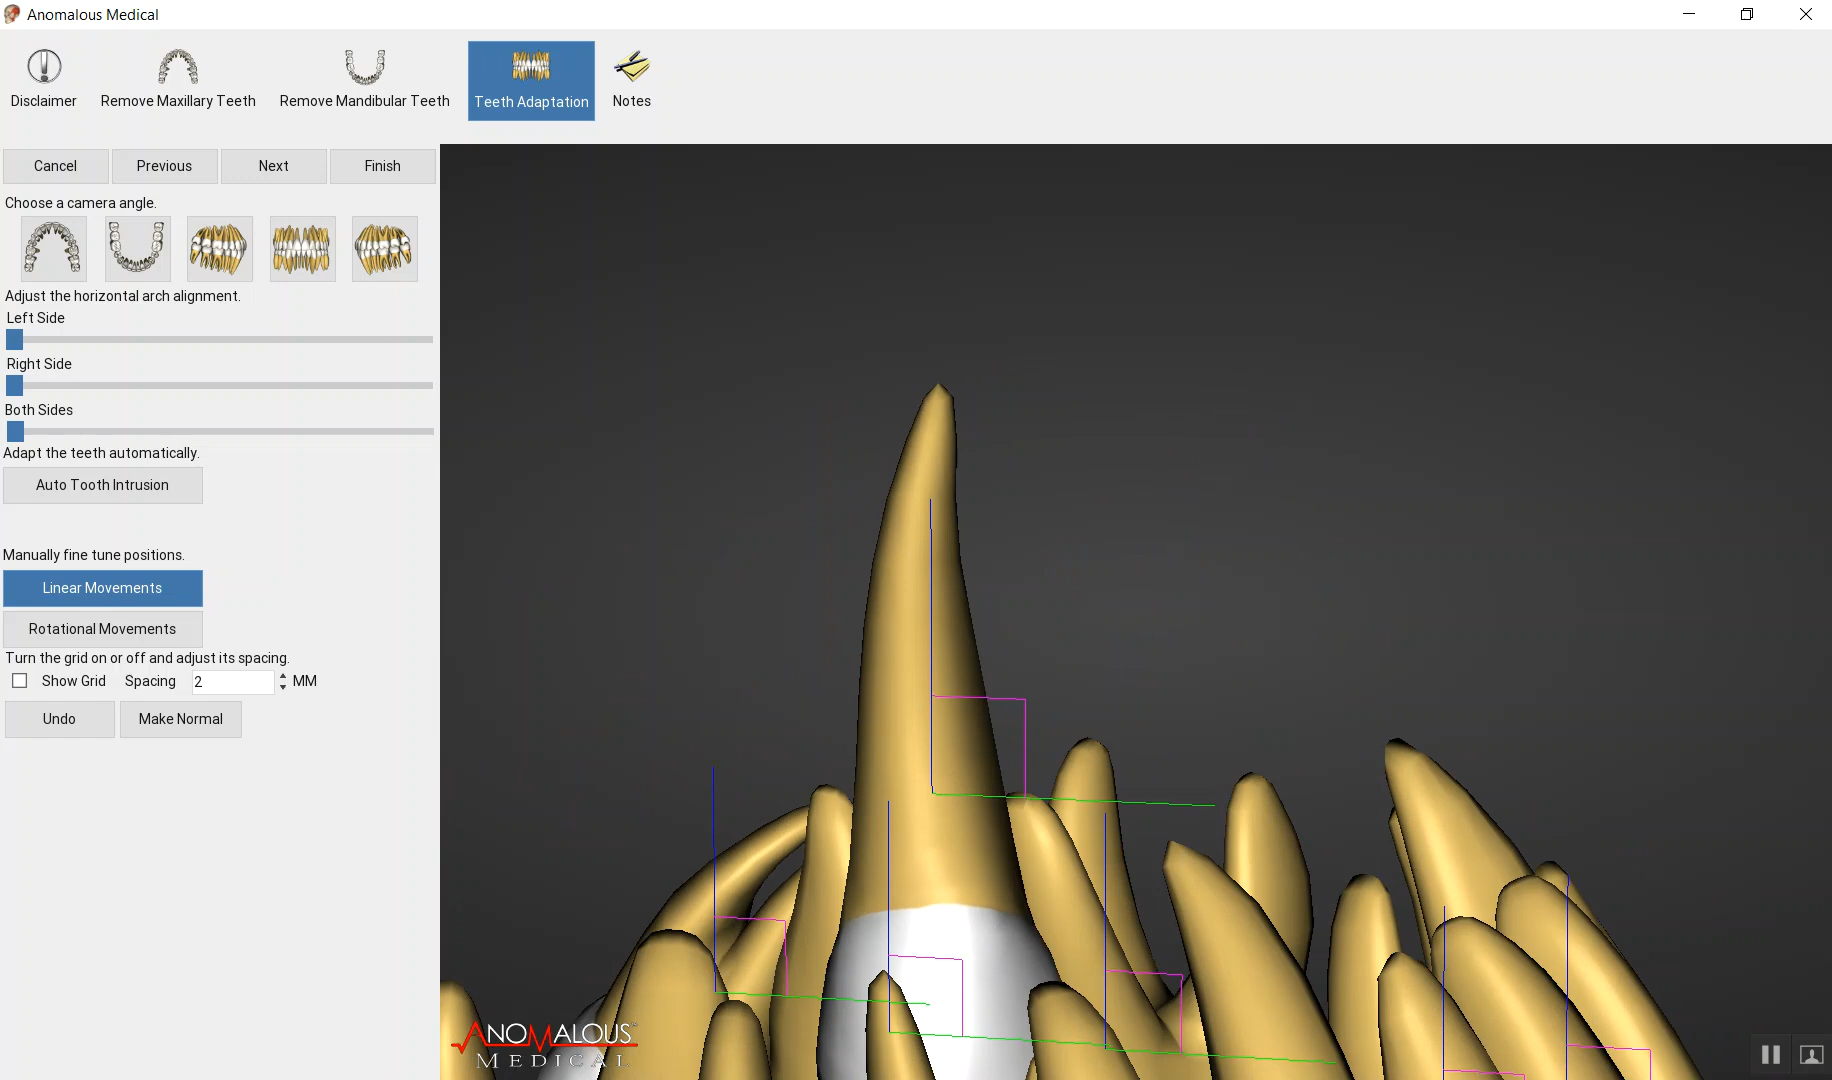 Anomalous Medical
Disclaimer
Remove Maxillary Teeth
Remove Mandibular Teeth
Teeth Adaptation
Notes
Cancel
Previous
Next
Finish
Choose a camera angle.
Adjust the horizontal arch alignment.
Left Side
Right Side
Both Sides
Adapt the teeth automatically.
Auto Tooth Intrusion
Manually fine tune positions.
Linear Movements
Rotational Movements
Turn the grid on or off and adjust its spacing.
Show Grid Spacing 2 MM
Undo
Make Normal
ANOMALOUS
MEDICAL